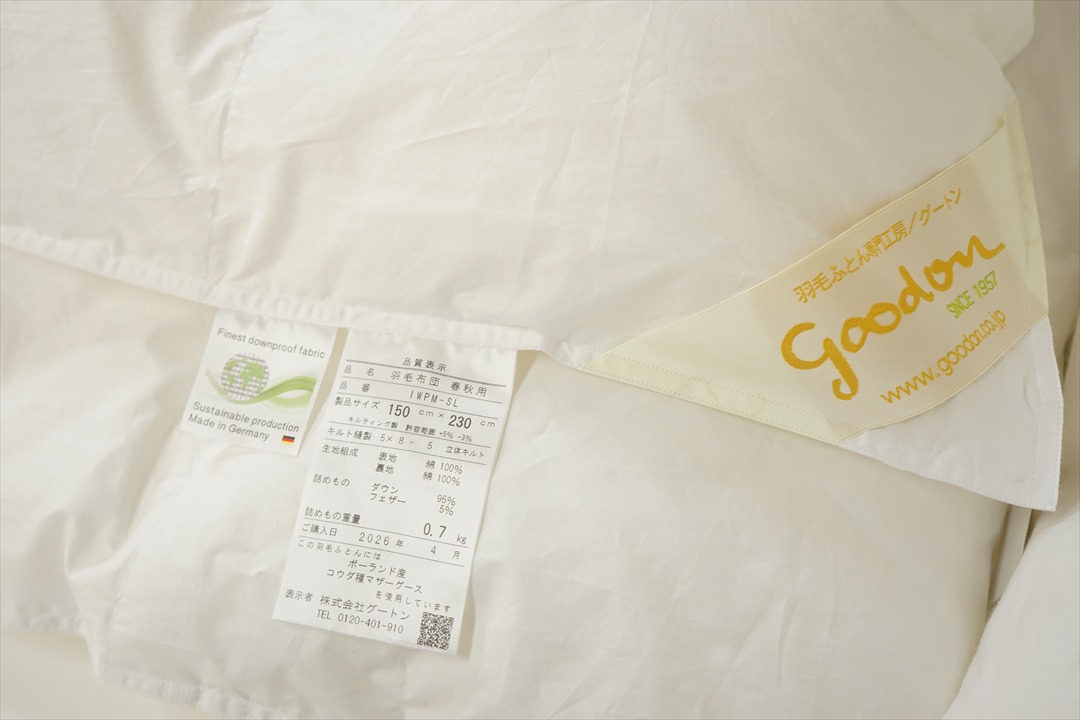 羽毛ふとん専門工房/グートン
goodon
SINCE 1957
www.goodon.co.jp
Finest downproof fabric
Sustainable production
Made in Germany
品質表示
品 名 羽毛布団 春秋用
品 番 IWPM-SL
製品サイズ 150 cm × 230 cm
キルティング製 許容範囲 +5% -3%
キルト縫製 5×8-5 立体キルト
生地組成 表地 綿 100%
裏地 綿 100%
詰めもの ダウン 95%
フェザー 5%
詰めもの重量 0.7 kg
ご購入日 2026 年 4 月
この羽毛ふとんには
ポーランド産
コウダ種マザーグース
を使用しています
表示者 株式会社グートン
TEL 0120-401-910